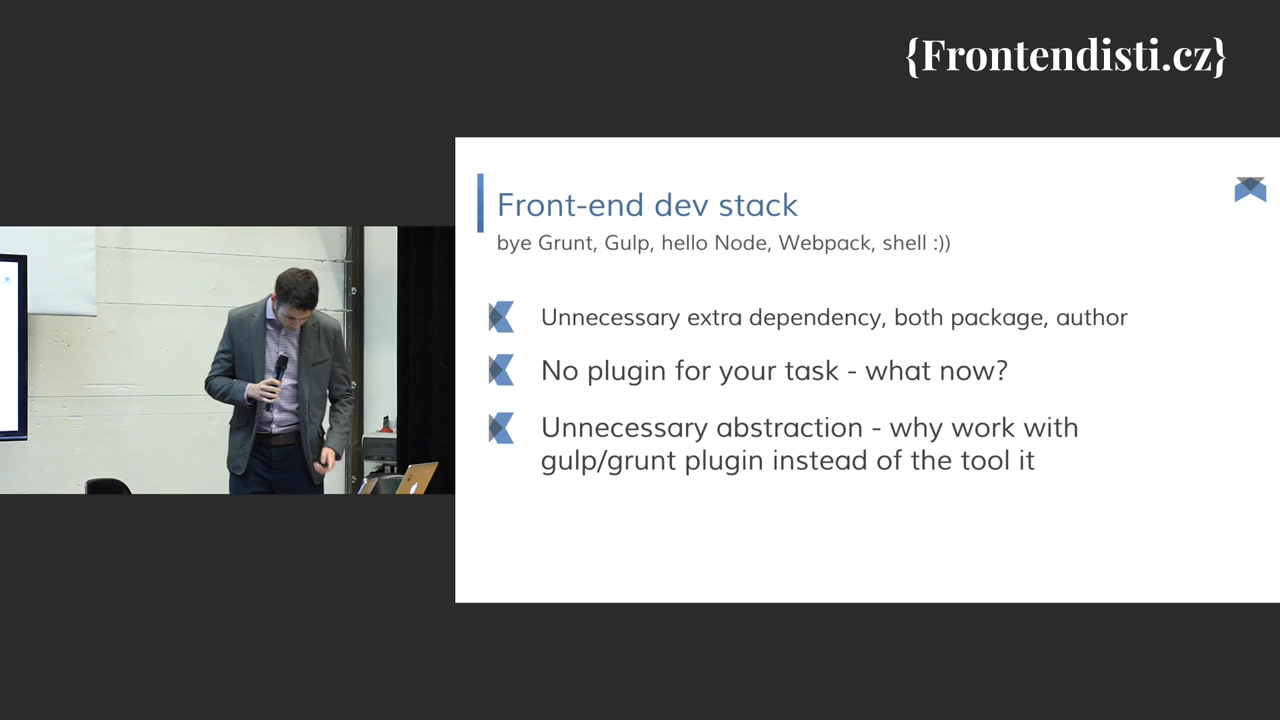 {Frontendisti.cz}
Front-end dev stack
bye Grunt, Gulp, hello Node, Webpack, shell :))
Unnecessary extra dependency, both package, author
No plugin for your task - what now?
Unnecessary abstraction - why work with
gulp/grunt plugin instead of the tool it